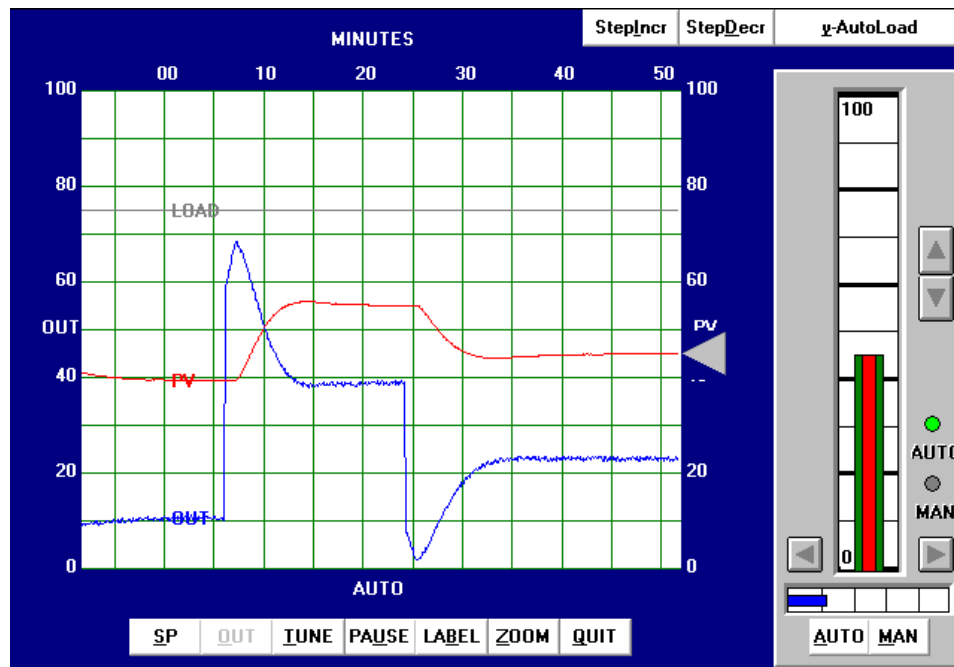 MINUTES
StepIncr StepDecr y-AutoLoad
00 10 20 30 40 50
100 100
100
80 80
LOAD
60 60
OUT PV
40 PV
AUTO
20 20
OUT
MAN
0 0 0
AUTO
SP OUT TUNE PAUSE LABEL ZOOM QUIT AUTO MAN